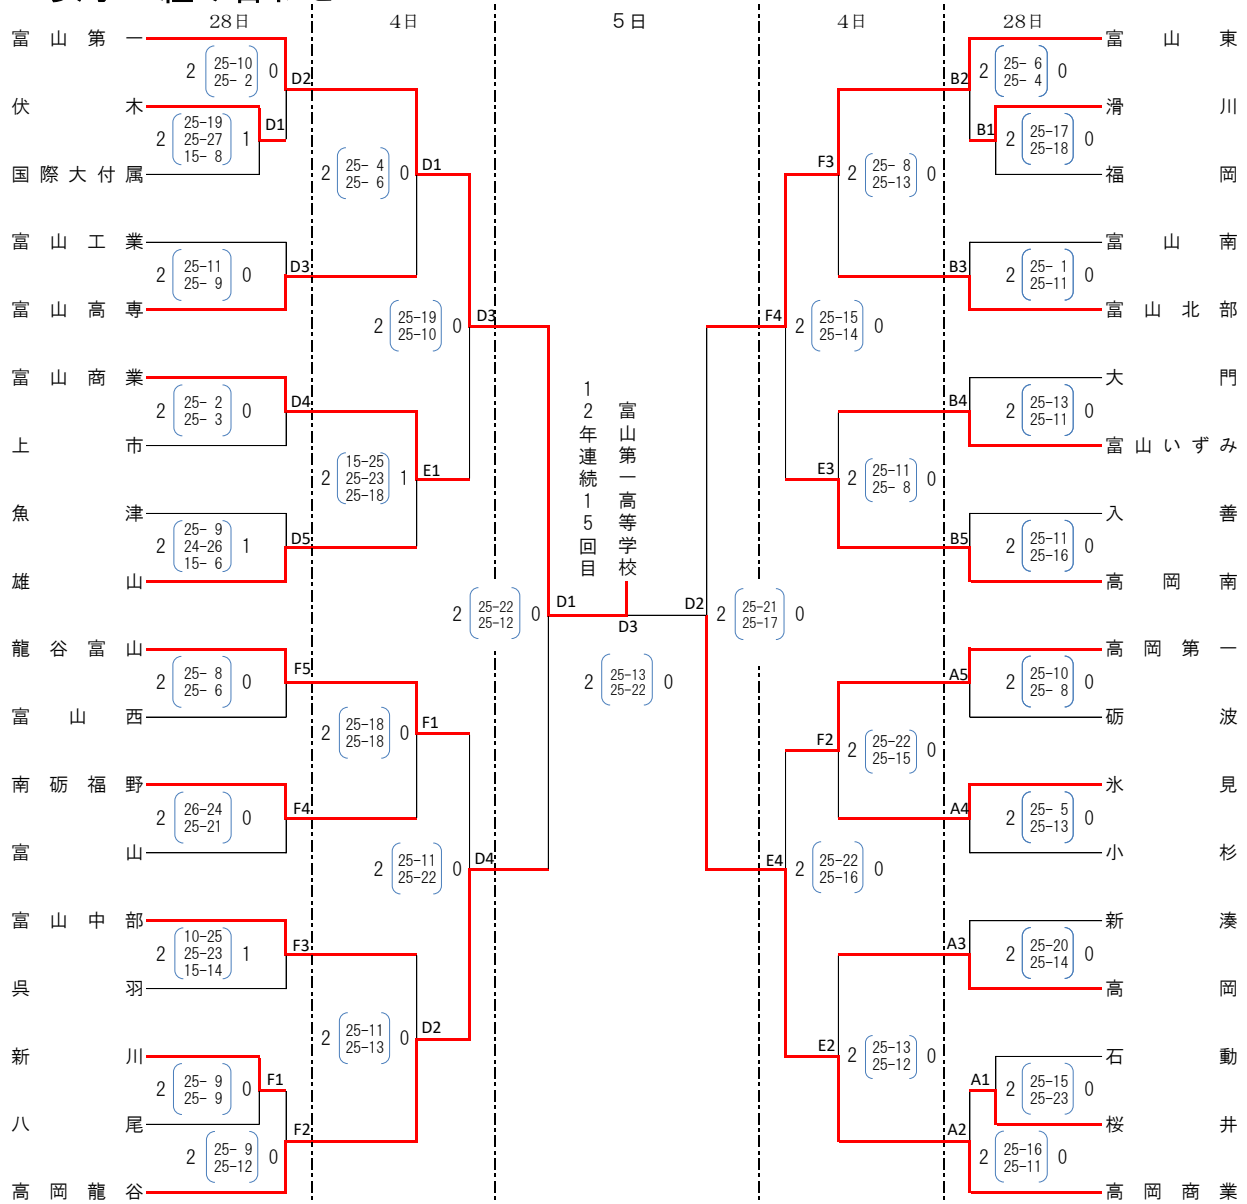 28日 4日 5日 4日 28日
富山第一
2 25-10 25- 2 0
D2
伏木
2 25-19 25-27 15- 8 1
D1
国際大付属
2 25- 4 25- 6 0
D1
富山工業
2 25-11 25- 9 0
D3
富山高専
2 25-19 25-10 0
D3
富山商業
2 25- 2 25- 3 0
D4
上市
2 15-25 25-23 25-18 1
E1
魚津
2 25- 9 24-26 15- 6 1
D5
雄山
2 25-22 25-12 0
D1
龍谷富山
2 25- 8 25- 6 0
F5
富山西
2 25-18 25-18 0
F1
南砺福野
2 26-24 25-21 0
F4
富山
2 25-11 25-22 0
D4
富山中部
2 10-25 25-23 15-14 1
F3
呉羽
2 25-11 25-13 0
D2
新川
2 25- 9 25- 9 0
F1
八尾
2 25- 9 25-12 0
F2
高岡龍谷
富山第一高等学校
12年連続15回目
D3
2 25-13 25-22 0
富山東
B2
2 25- 6 25- 4 0
滑川
B1
2 25-17 25-18 0
福岡
F3
2 25- 8 25-13 0
富山南
B3
2 25- 1 25-11 0
富山北部
F4
2 25-15 25-14 0
大門
B4
2 25-13 25-11 0
富山いずみ
E3
2 25-11 25- 8 0
入善
B5
2 25-11 25-16 0
高岡南
D2
2 25-21 25-17 0
高岡第一
A5
2 25-10 25- 8 0
砺波
F2
2 25-22 25-15 0
氷見
A4
2 25- 5 25-13 0
小杉
E4
2 25-22 25-16 0
新湊
A3
2 25-20 25-14 0
高岡
E2
2 25-13 25-12 0
石動
A1
2 25-15 25-23 0
桜井
A2
2 25-16 25-11 0
高岡商業